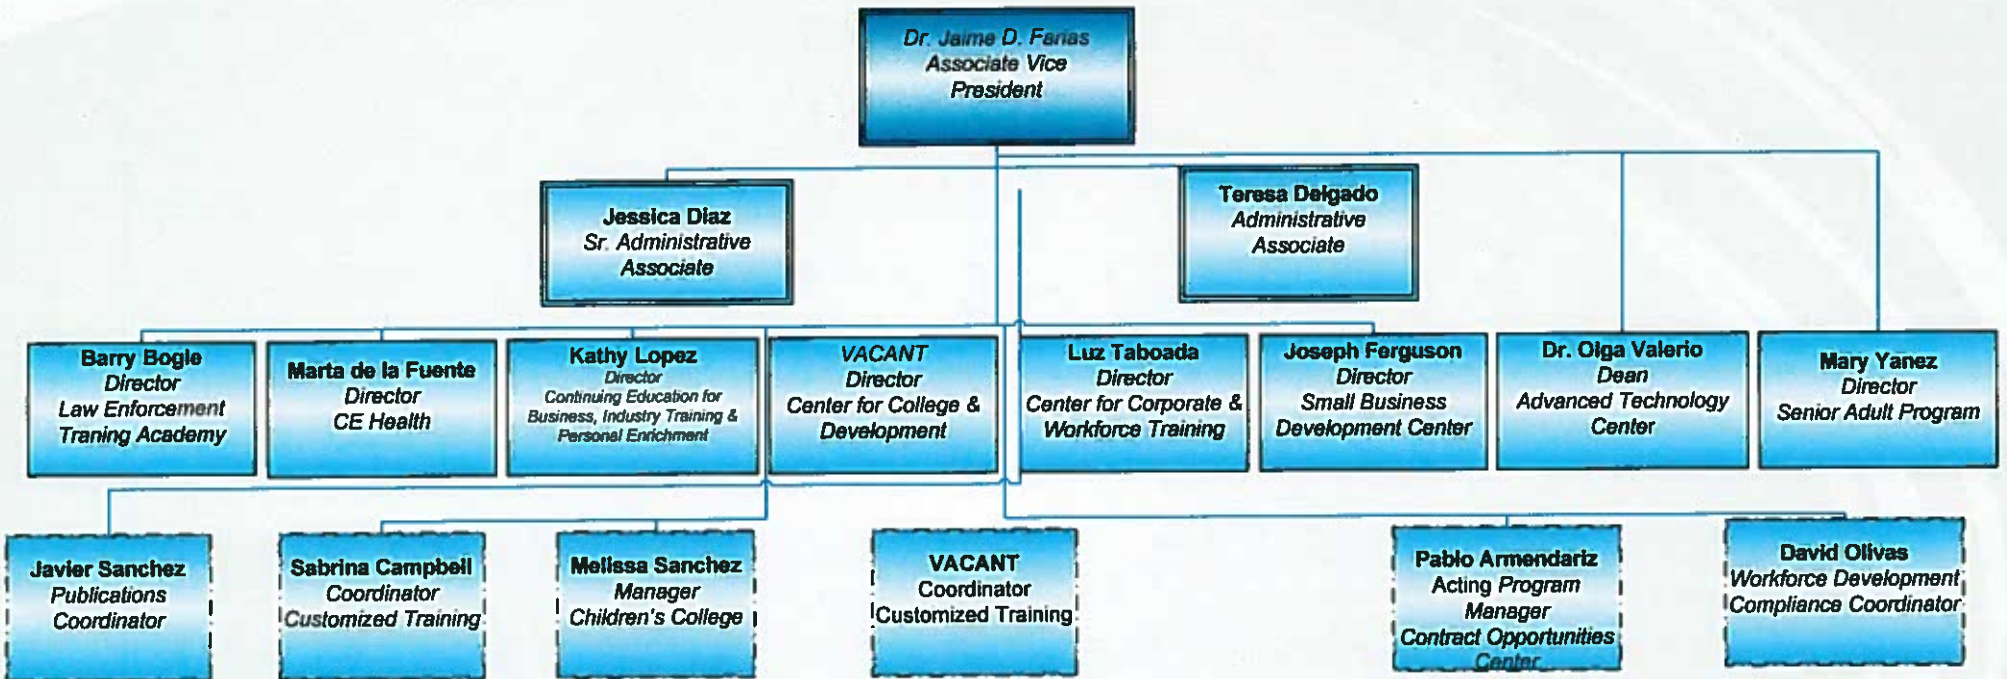 Dr. Jaime D. Farias
Associate Vice
President
Jessica Diaz
Sr. Administrative
Associate
Teresa Delgado
Administrative
Associate
Barry Bogle
Director
Law Enforcement
Traning Academy
Marta de la Fuente
Director
CE Health
Kathy Lopez
Director
Continuing Education for
Business, Industry Training &
Personal Enrichment
VACANT
Director
Center for College &
Development
Luz Taboada
Director
Center for Corporate &
Workforce Training
Joseph Ferguson
Director
Small Business
Development Center
Dr. Olga Valerio
Dean
Advanced Technology
Center
Mary Yanez
Director
Senior Adult Program
Javier Sanchez
Publications
Coordinator
Sabrina Campbell
Coordinator
Customized Training
Melissa Sanchez
Manager
Children's College
VACANT
Coordinator
Customized Training
Pablo Armendariz
Acting Program
Manager
Contract Opportunities
Center
David Olivas
Workforce Development
Compliance Coordinator